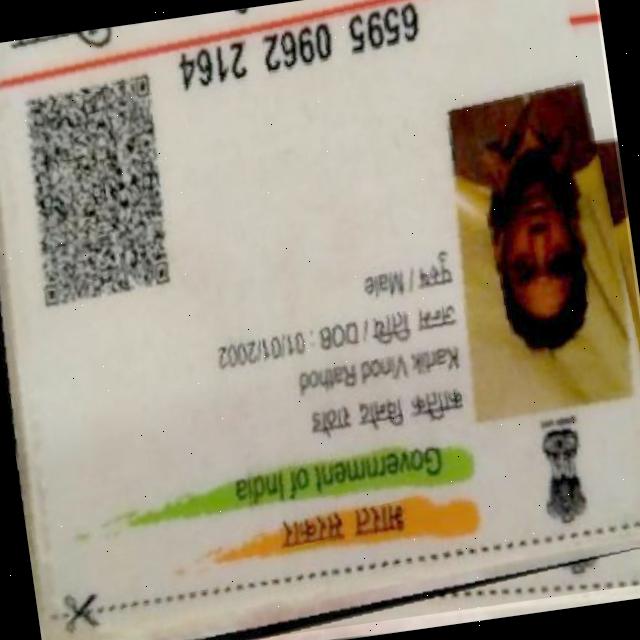 भारत सरकार
Government of India
कार्तिक विनोद राठोड
Kartik Vinod Rathod
जन्म तिथि / DOB : 01/01/2002
पुरुष / Male
6595 0962 2164